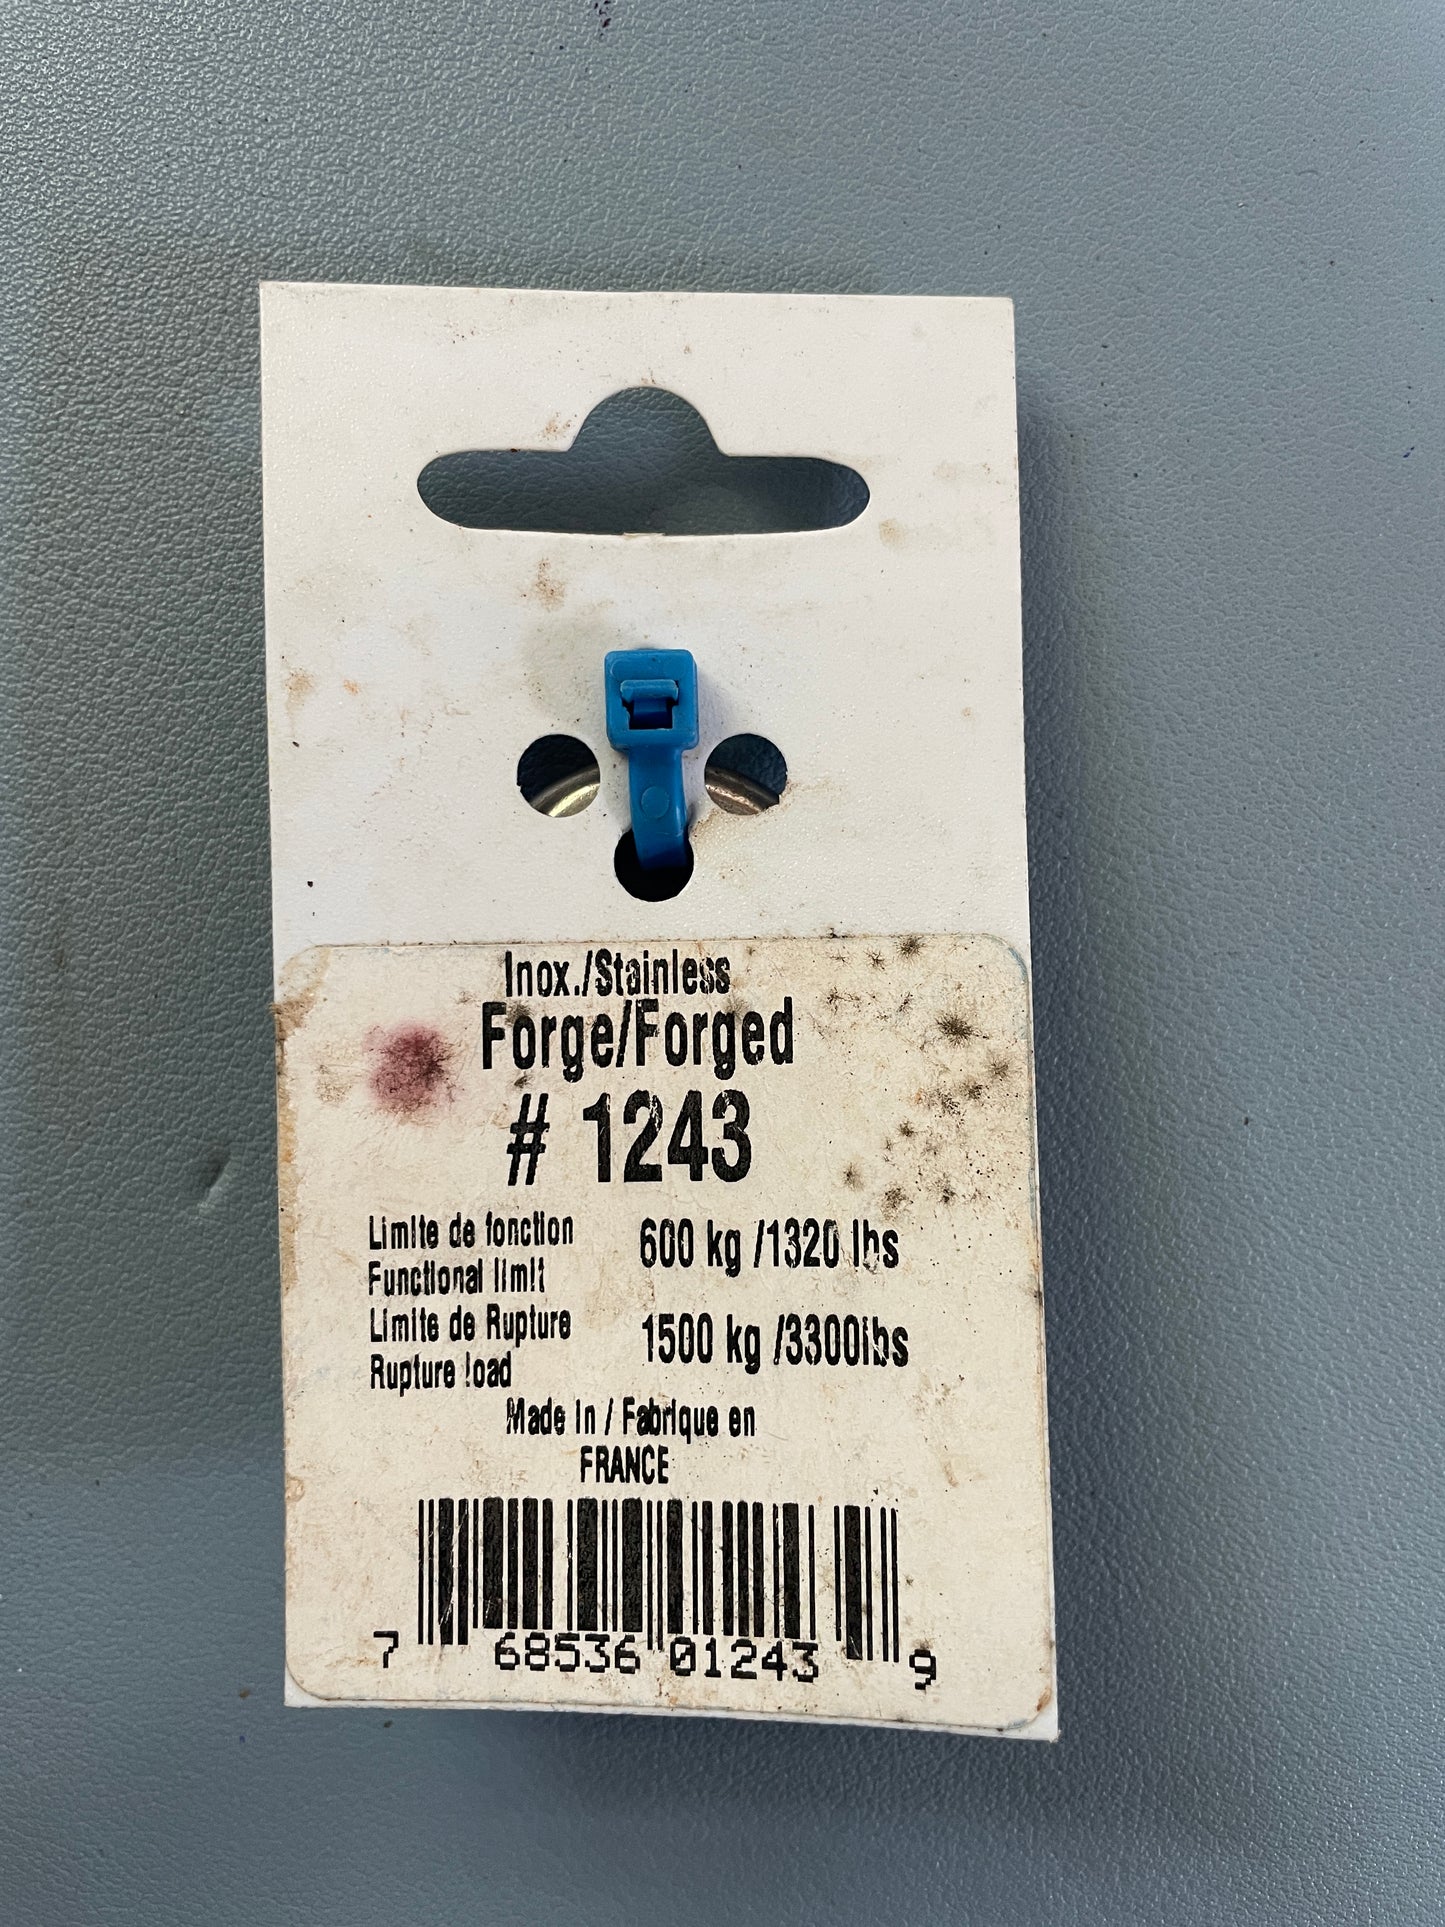 Inox./Stainless
Forge/Forged
# 1243
Limite de fonction 600 kg /1320 lbs
Functional limit
Limite de Rupture 1500 kg /3300lbs
Rupture load
Made in / Fabrique en
FRANCE
7 68536 01243 9